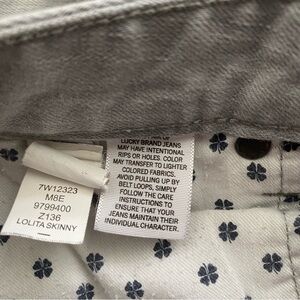 7W12323
M8E
9799400
Z136
LOLITA SKINNY
LUCKY BRAND JEANS
MAY HAVE INTENTIONAL
RIPS OR HOLES. COLOR
MAY TRANSFER TO LIGHTER
COLORED FABRICS.
AVOID PULLING UP BY
BELT LOOPS, SIMPLY
FOLLOW CARE
INSTRUCTIONS TO
ENSURE THAT YOUR
JEANS MAINTAIN THEIR
INDIVIDUAL CHARACTER.